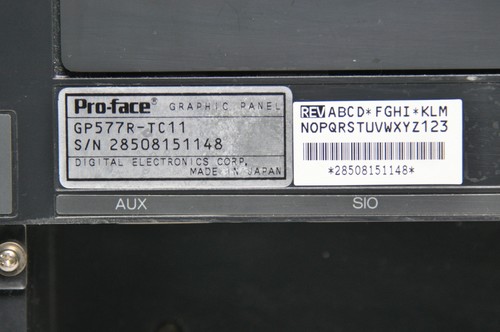 Pro-face® GRAPHIC PANEL
GP577R-TC11
S/N 28508151148
DIGITAL ELECTRONICS CORP.
MADE IN JAPAN
REV ABCD*FGHI*KLM
NOPQRSTUVWXYZ123
*28508151148*
AUX
SIO